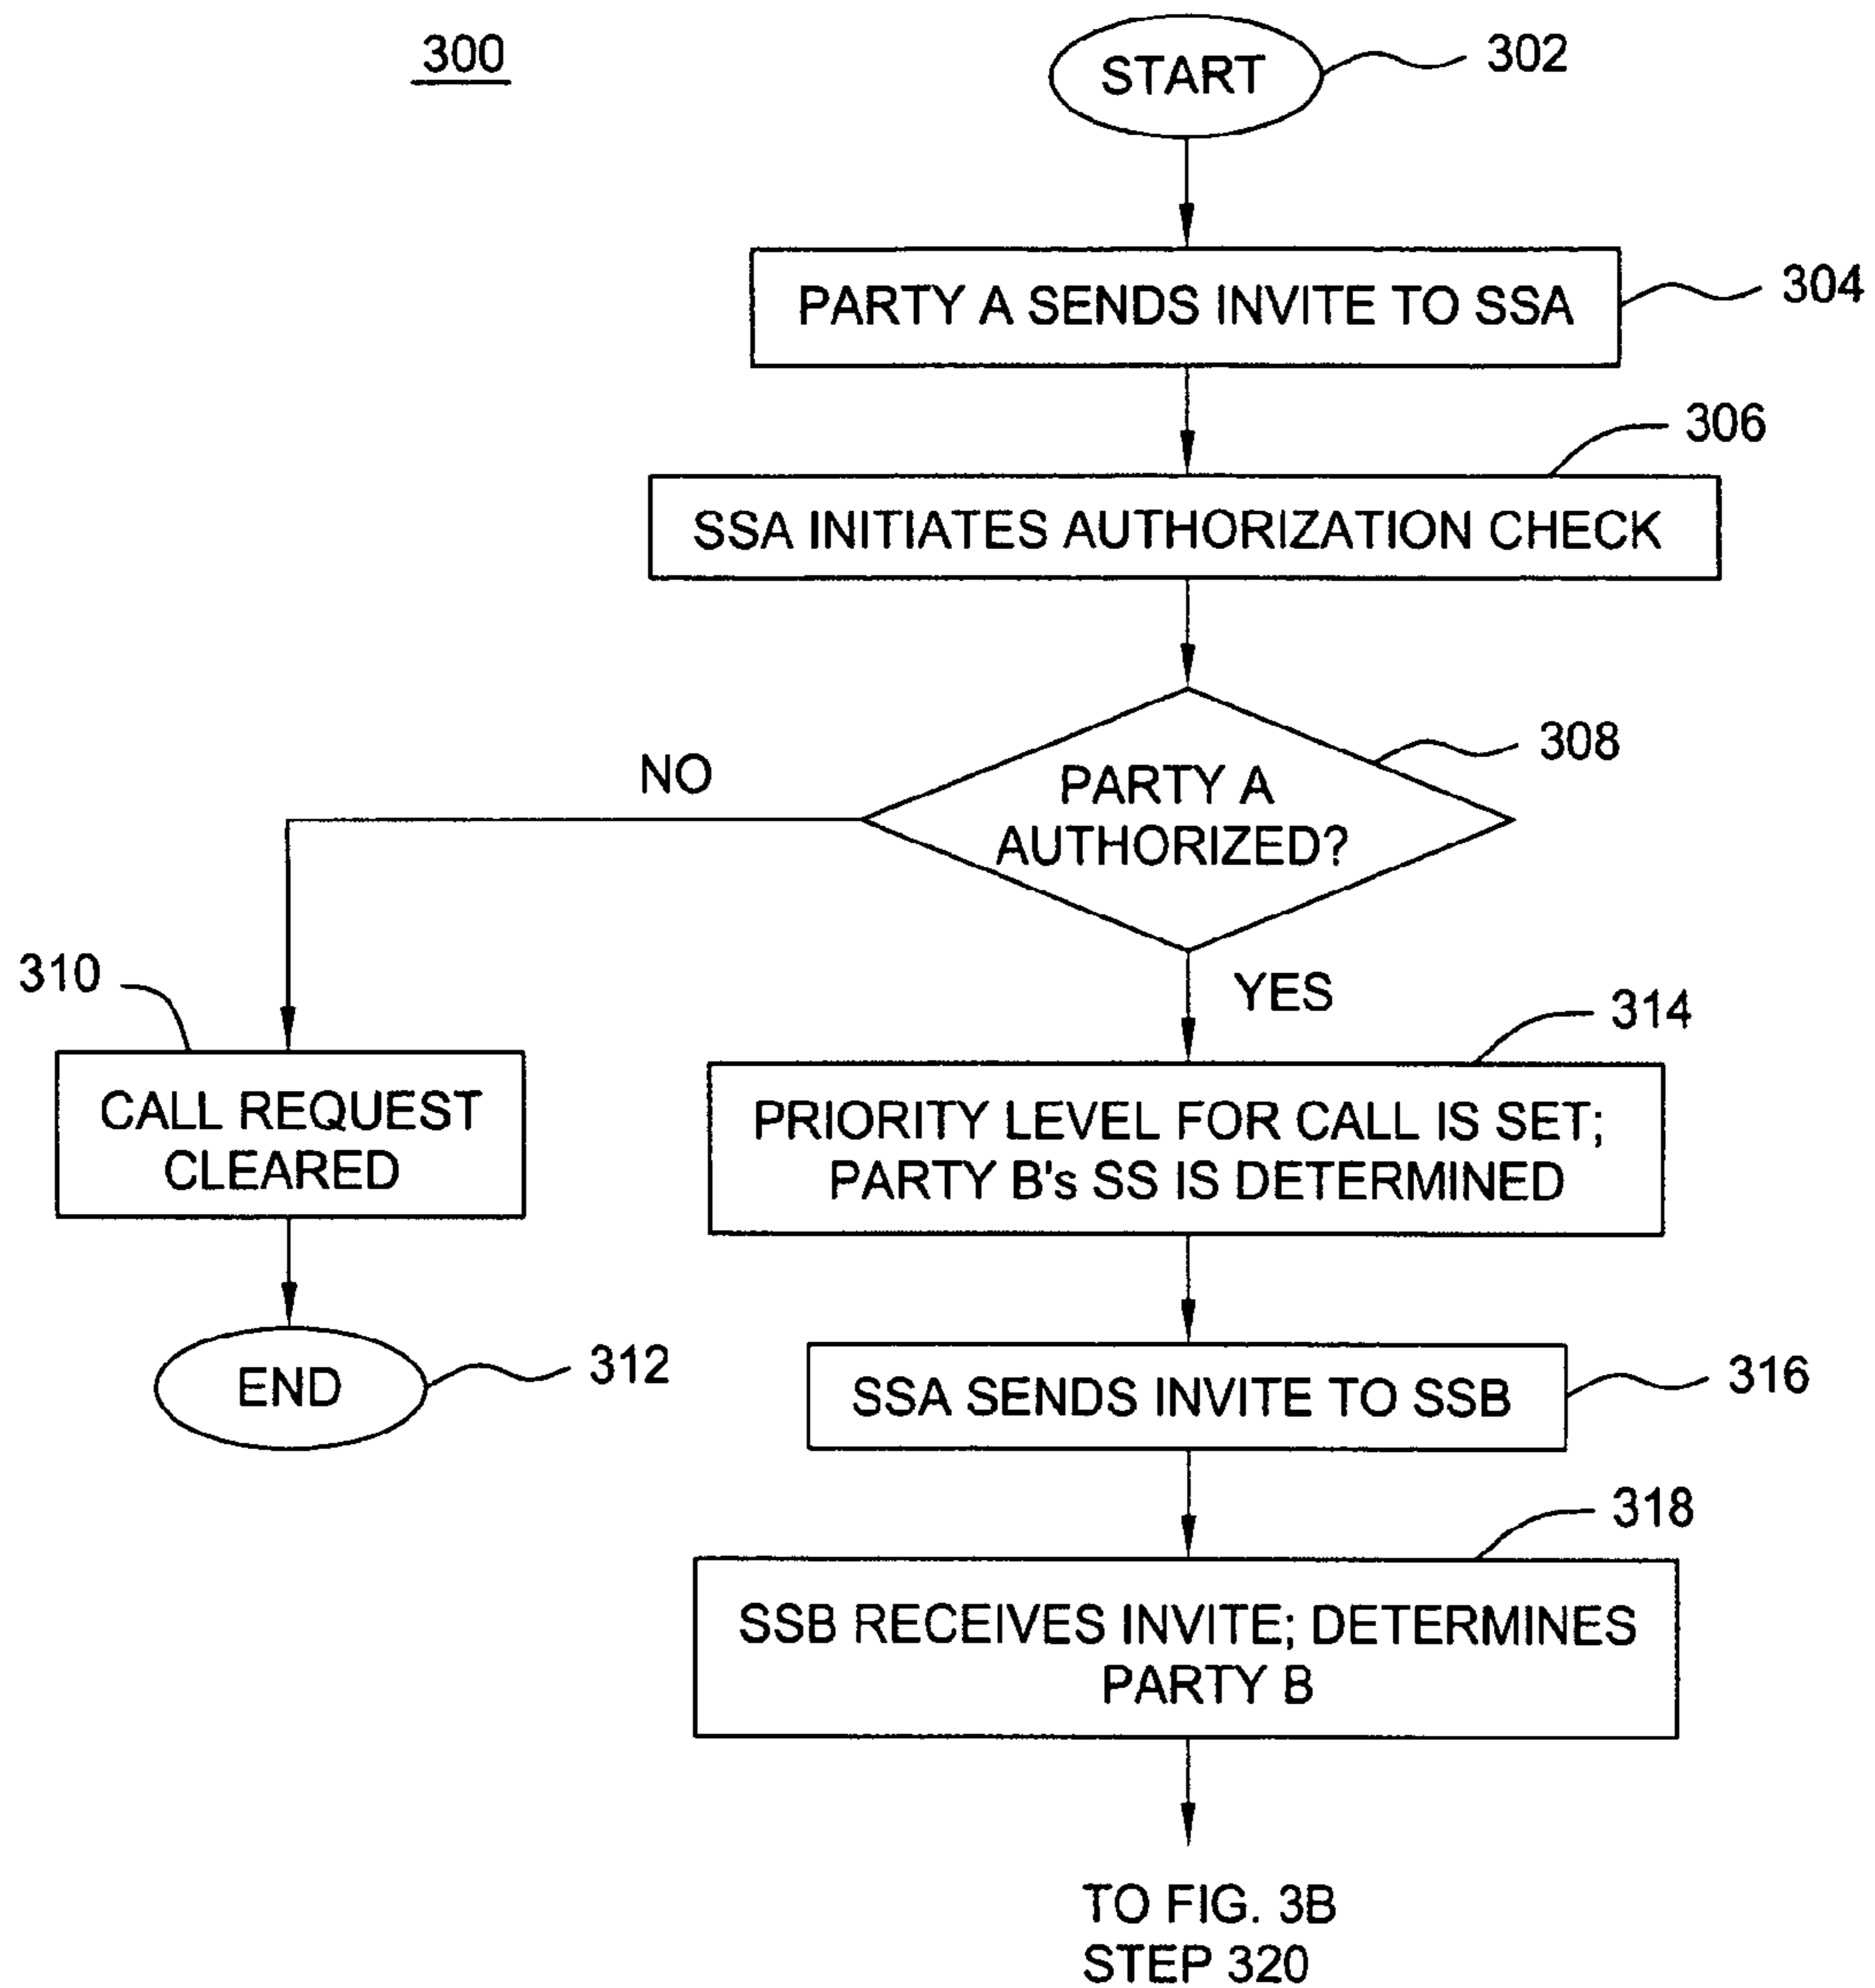 300
START
302
PARTY A SENDS INVITE TO SSA
304
306
SSA INITIATES AUTHORIZATION CHECK
308
PARTY A
AUTHORIZED?
NO
YES
310
CALL REQUEST
CLEARED
END
312
314
PRIORITY LEVEL FOR CALL IS SET;
PARTY B's SS IS DETERMINED
SSA SENDS INVITE TO SSB
316
318
SSB RECEIVES INVITE; DETERMINES
PARTY B
TO FIG. 3B
STEP 320